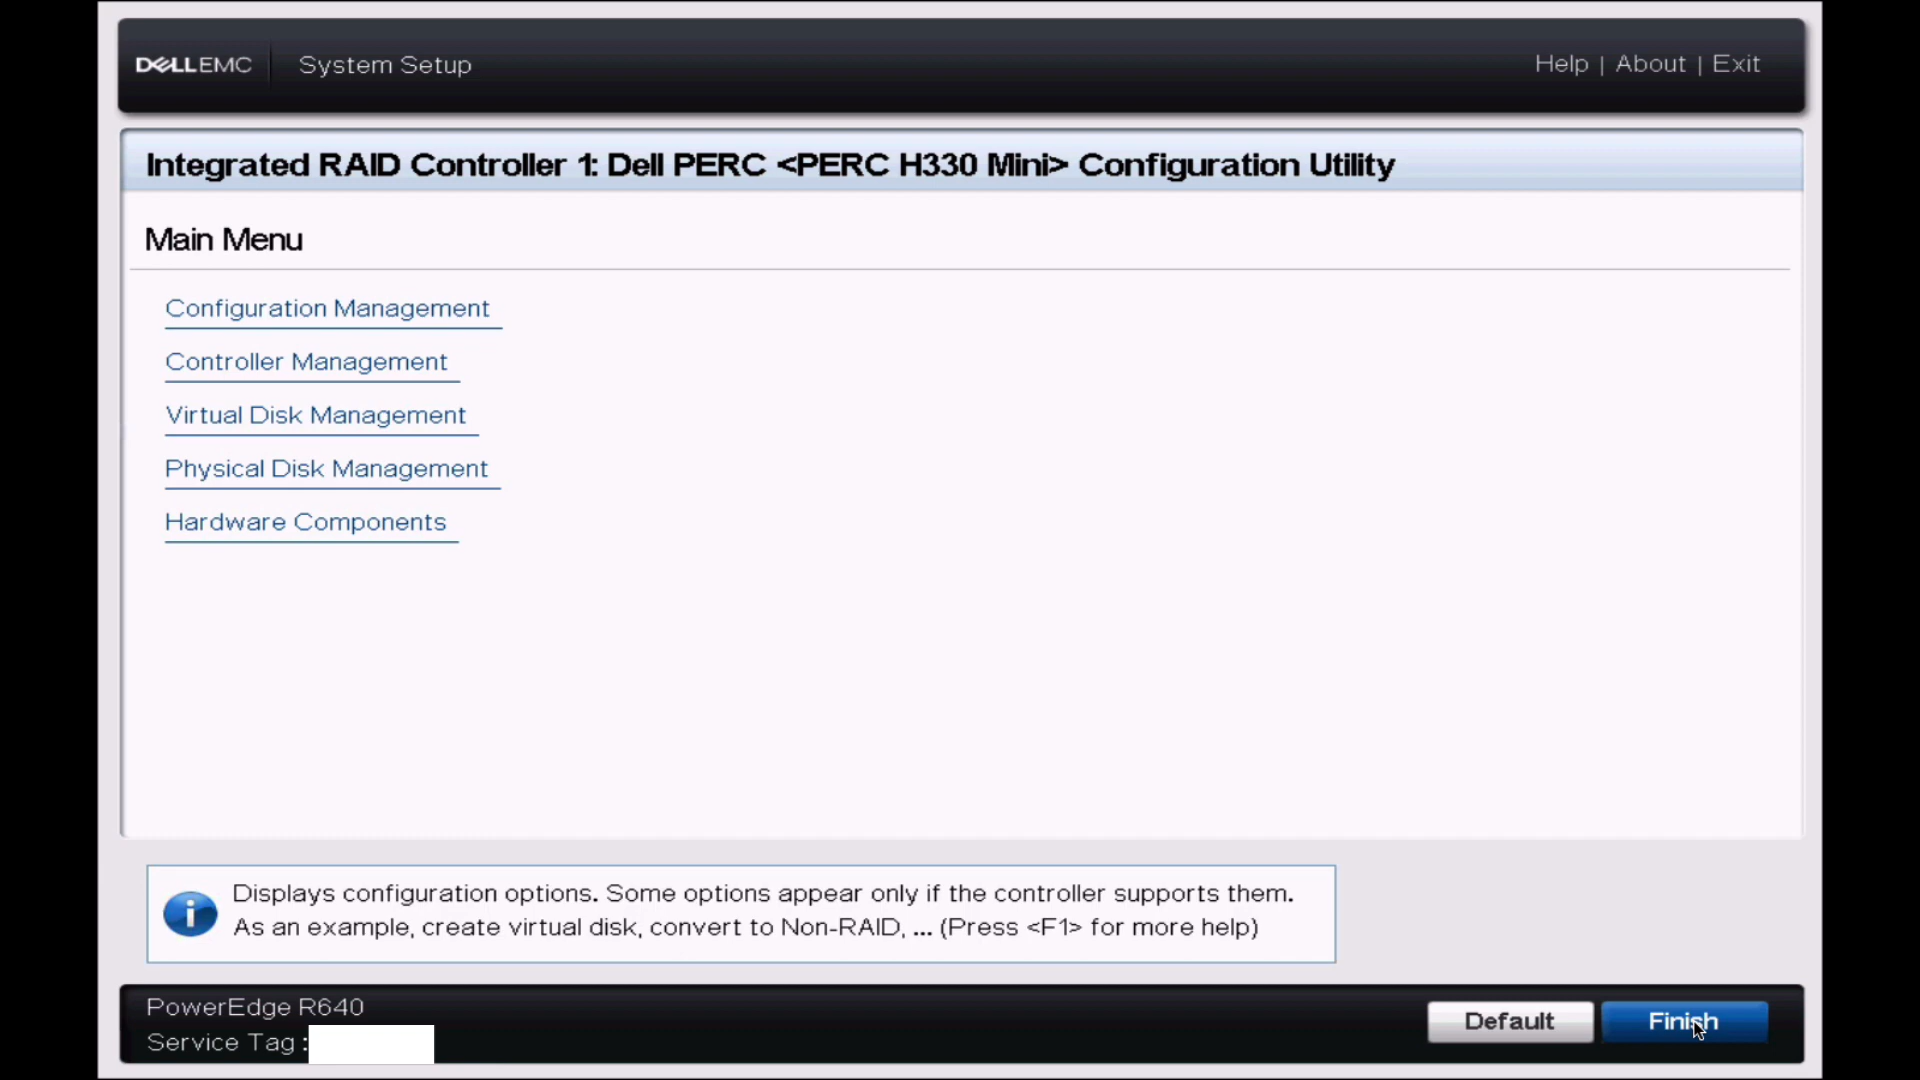 DELLEMC System Setup Help | About | Exit
Integrated RAID Controller 1: Dell PERC <PERC H330 Mini> Configuration Utility
Main Menu
Configuration Management
Controller Management
Virtual Disk Management
Physical Disk Management
Hardware Components
Displays configuration options. Some options appear only if the controller supports them.
As an example, create virtual disk, convert to Non-RAID, ... (Press <F1> for more help)
PowerEdge R640
Service Tag :
Default Finish